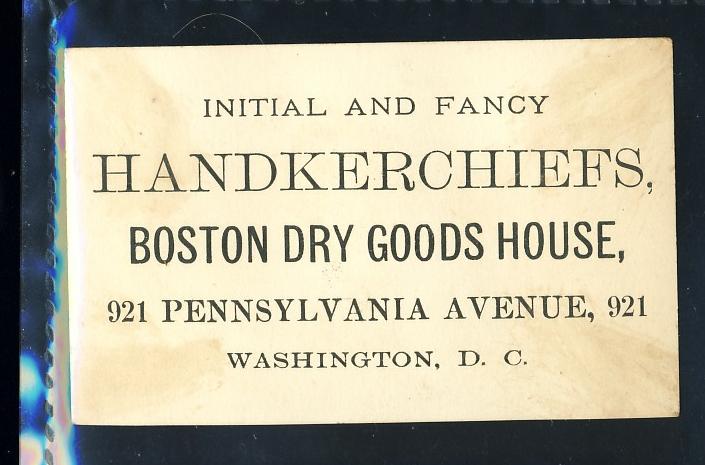 INITIAL AND FANCY
HANDKERCHIEFS,
BOSTON DRY GOODS HOUSE,
921 PENNSYLVANIA AVENUE, 921
WASHINGTON, D. C.